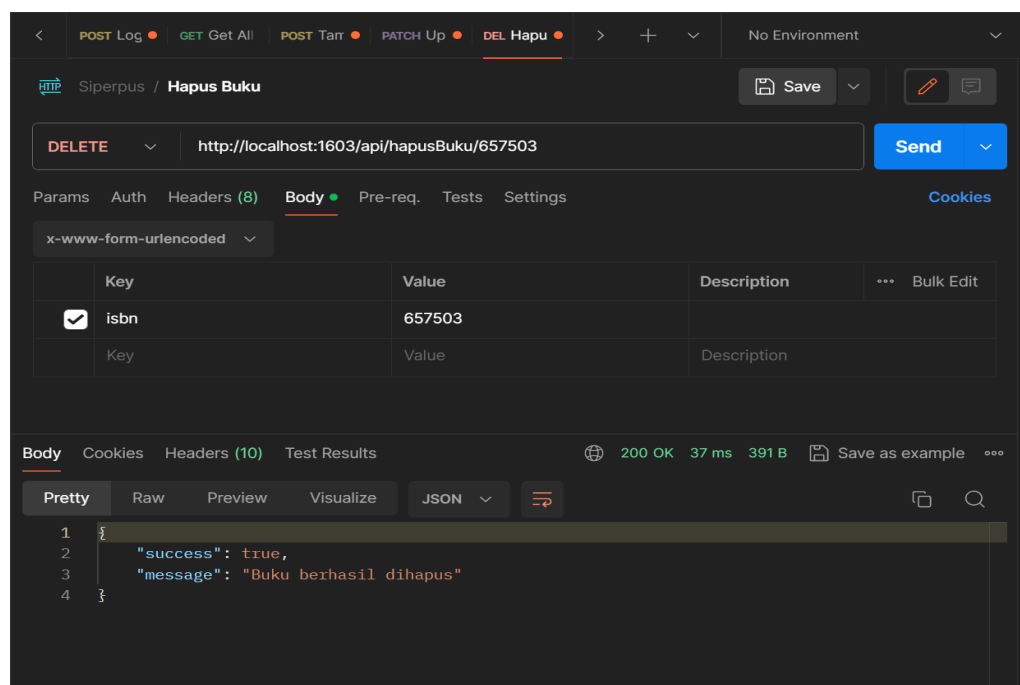 POST Log GET Get All POST Tam PATCH Up DEL Hapu No Environment
HTTP Siperpus / Hapus Buku Save
DELETE http://localhost:1603/api/hapusBuku/657503 Send
Params Auth Headers (8) Body Pre-req. Tests Settings Cookies
x-www-form-urlencoded
Key Value Description Bulk Edit
isbn 657503
Key Value Description
Body Cookies Headers (10) Test Results 200 OK 37 ms 391 B Save as example
Pretty Raw Preview Visualize JSON
1 {
2 "success": true,
3 "message": "Buku berhasil dihapus"
4 }